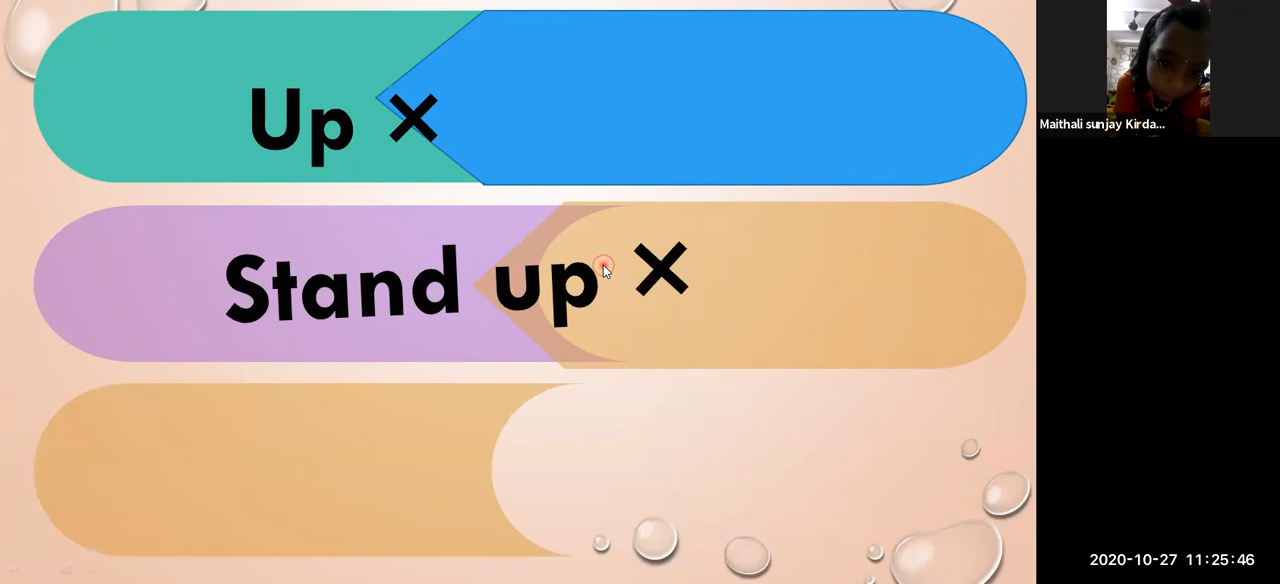 Up ×
Stand up ×
Maithali sunjay Kirda...
2020-10-27 11:25:46